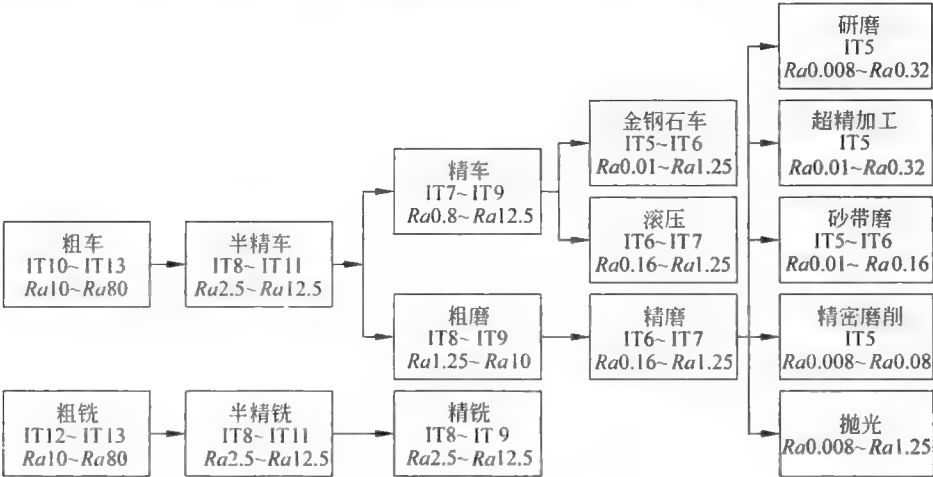 粗车
IT10~IT13
Ra10~Ra80
半精车
IT8~IT11
Ra2.5~Ra12.5
精车
IT7~IT9
Ra0.8~Ra12.5
金钢石车
IT5~IT6
Ra0.01~Ra1.25
滚压
IT6~IT7
Ra0.16~Ra1.25
粗磨
IT8~IT9
Ra1.25~Ra10
精磨
IT6~IT7
Ra0.16~Ra1.25
研磨
IT5
Ra0.008~Ra0.32
超精加工
IT5
Ra0.01~Ra0.32
砂带磨
IT5~IT6
Ra0.01~Ra0.16
精密磨削
IT5
Ra0.008~Ra0.08
抛光
Ra0.008~Ra1.25
粗铣
IT12~IT13
Ra10~Ra80
半精铣
IT8~IT11
Ra2.5~Ra12.5
精铣
IT8~IT9
Ra2.5~Ra12.5